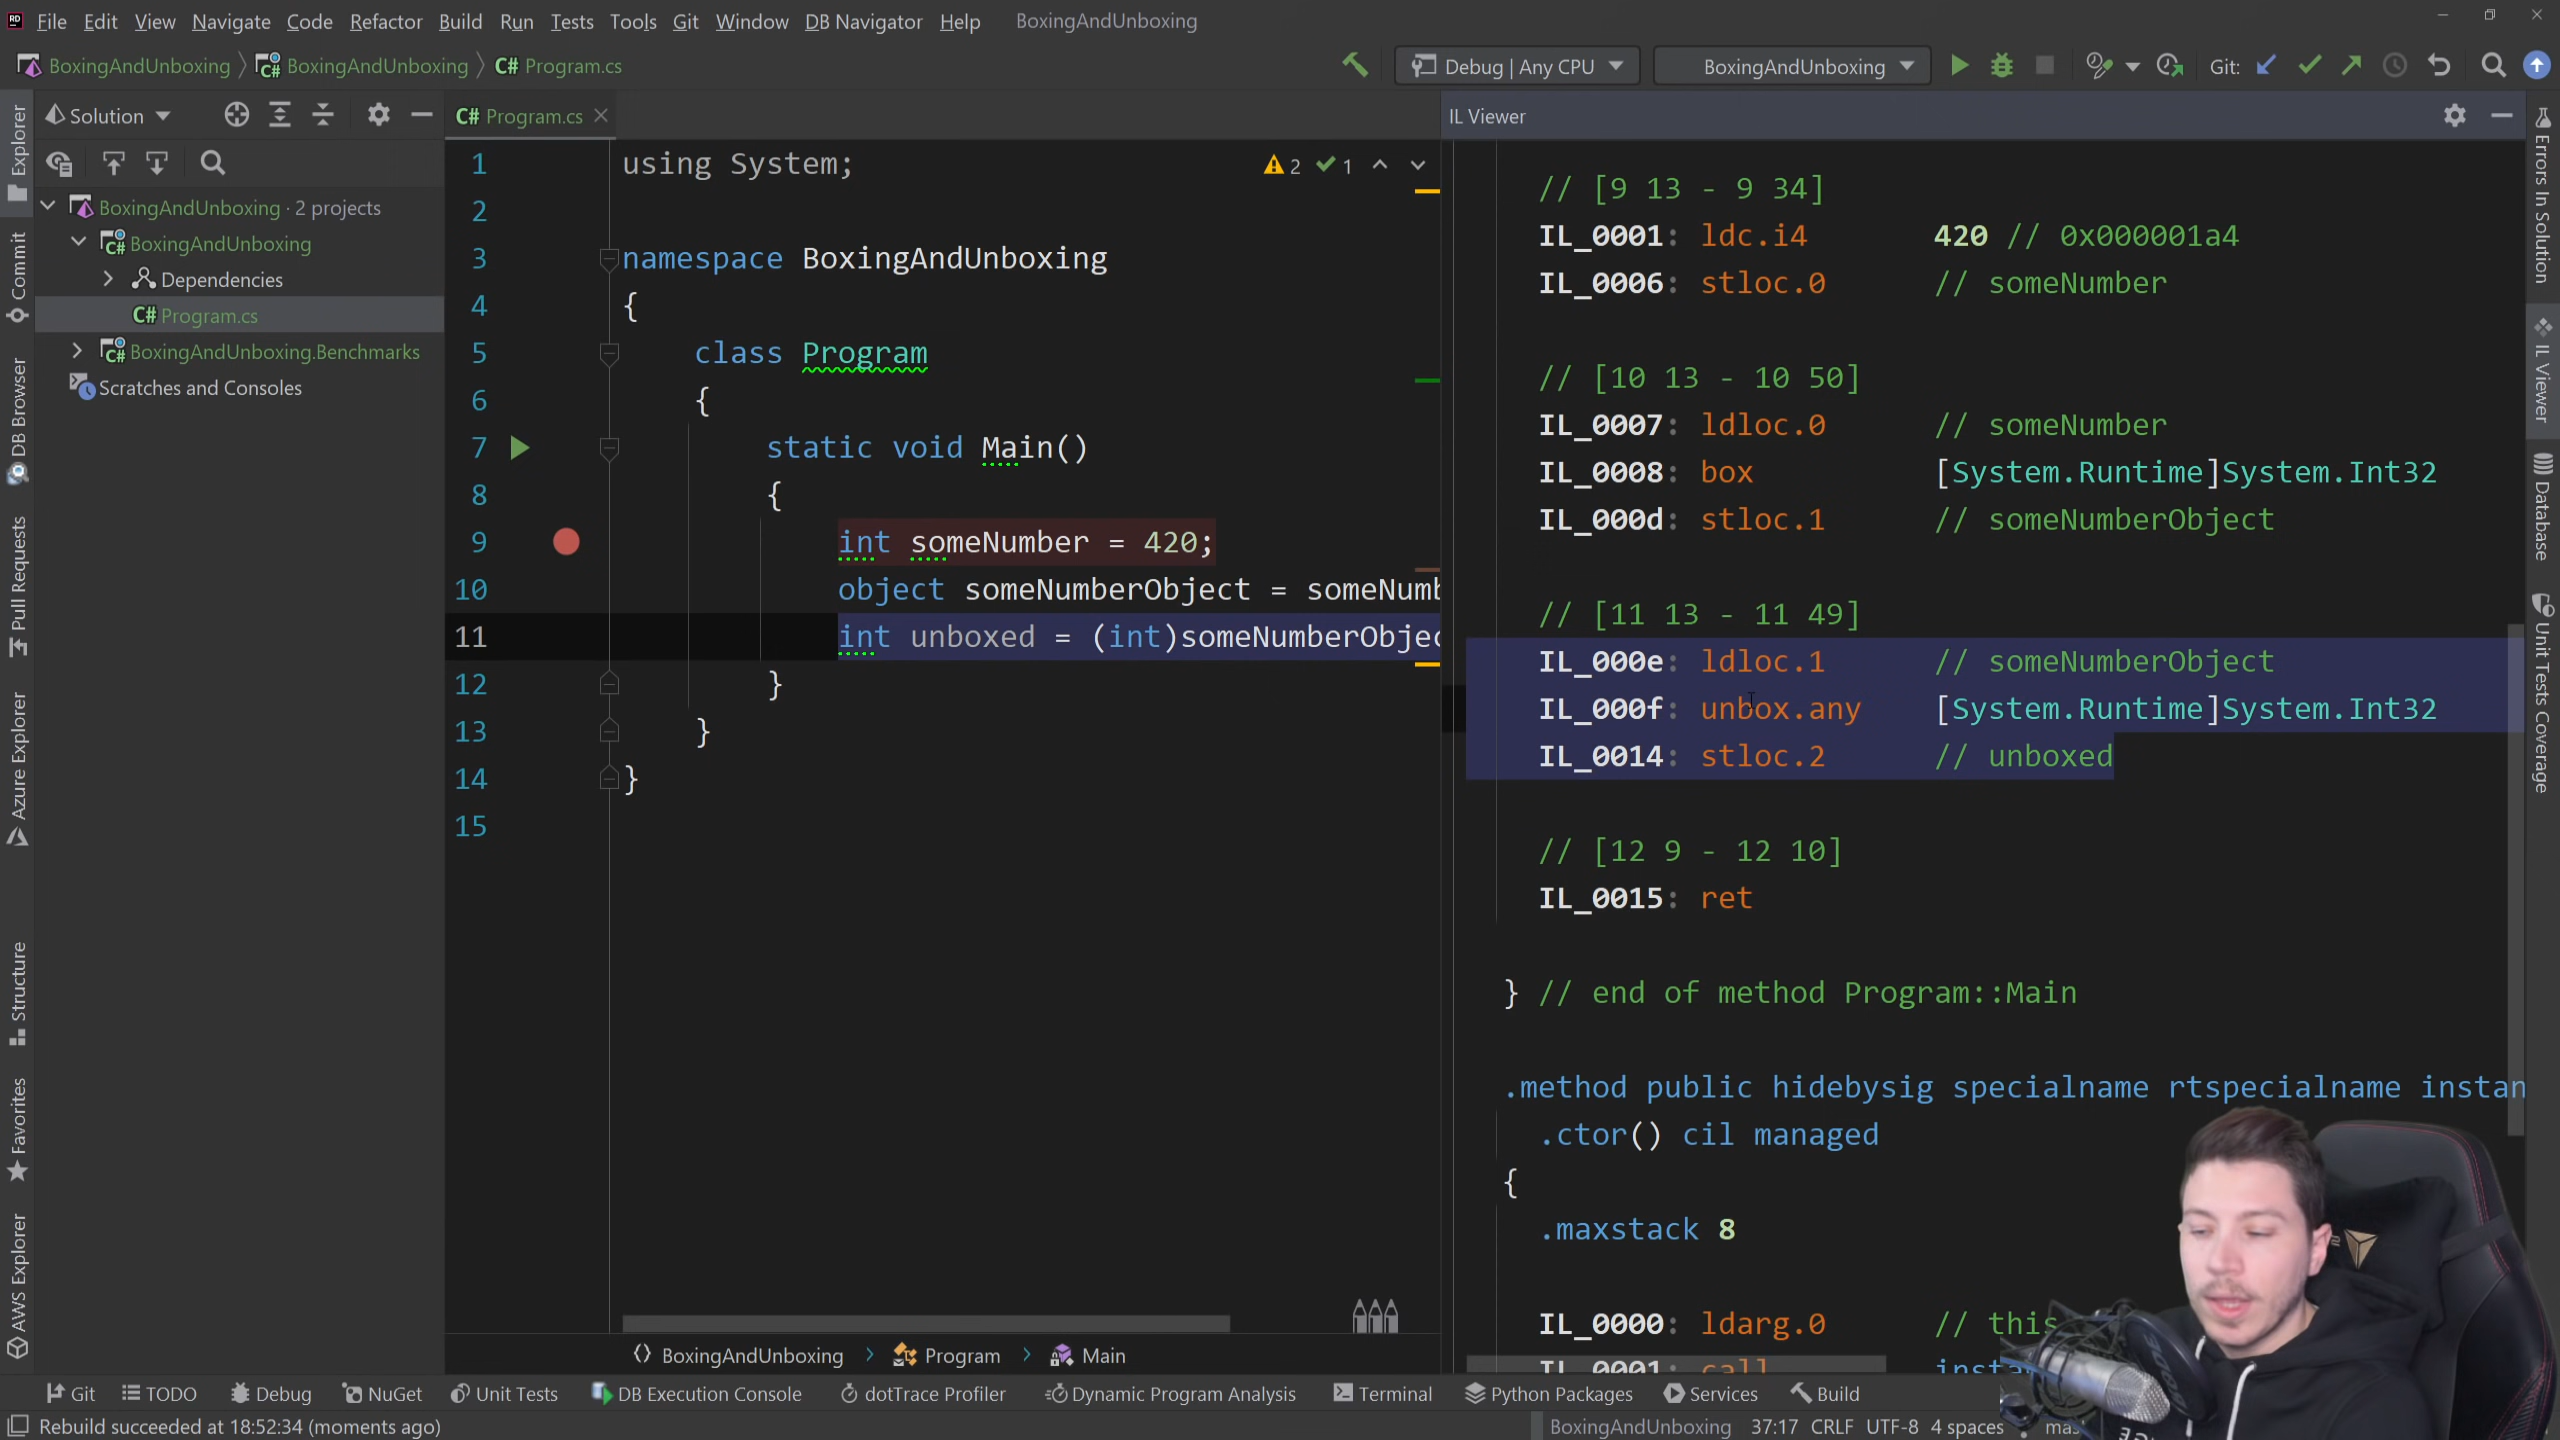 File Edit View Navigate Code Refactor Build Run Tests Tools Git Window DB Navigator Help BoxingAndUnboxing
BoxingAndUnboxing BoxingAndUnboxing C# Program.cs Debug | Any CPU BoxingAndUnboxing Git:
Explorer
Commit
DB Browser
Pull Requests
Azure Explorer
Structure
Favorites
AWS Explorer
Solution
BoxingAndUnboxing · 2 projects
BoxingAndUnboxing
Dependencies
C# Program.cs
BoxingAndUnboxing.Benchmarks
Scratches and Consoles
C# Program.cs
2 1
1 using System;
2
3 namespace BoxingAndUnboxing
4 {
5 class Program
6 {
7 static void Main()
8 {
9 int someNumber = 420;
10 object someNumberObject = someNumb
11 int unboxed = (int)someNumberObjec
12 }
13 }
14 }
15
BoxingAndUnboxing Program Main
IL Viewer
// [9 13 - 9 34]
IL_0001: ldc.i4 420 // 0x000001a4
IL_0006: stloc.0 // someNumber
// [10 13 - 10 50]
IL_0007: ldloc.0 // someNumber
IL_0008: box [System.Runtime]System.Int32
IL_000d: stloc.1 // someNumberObject
// [11 13 - 11 49]
IL_000e: ldloc.1 // someNumberObject
IL_000f: unbox.any [System.Runtime]System.Int32
IL_0014: stloc.2 // unboxed
// [12 9 - 12 10]
IL_0015: ret
} // end of method Program::Main
.method public hidebysig specialname rtspecialname instan
.ctor() cil managed
{
.maxstack 8
IL_0000: ldarg.0 // this
IL_0001: call
Errors In Solution
IL Viewer
Database
Unit Tests Coverage
Git TODO Debug NuGet Unit Tests DB Execution Console dotTrace Profiler Dynamic Program Analysis Terminal Python Packages Services Build
Rebuild succeeded at 18:52:34 (moments ago) BoxingAndUnboxing 37:17 CRLF UTF-8 4 spaces